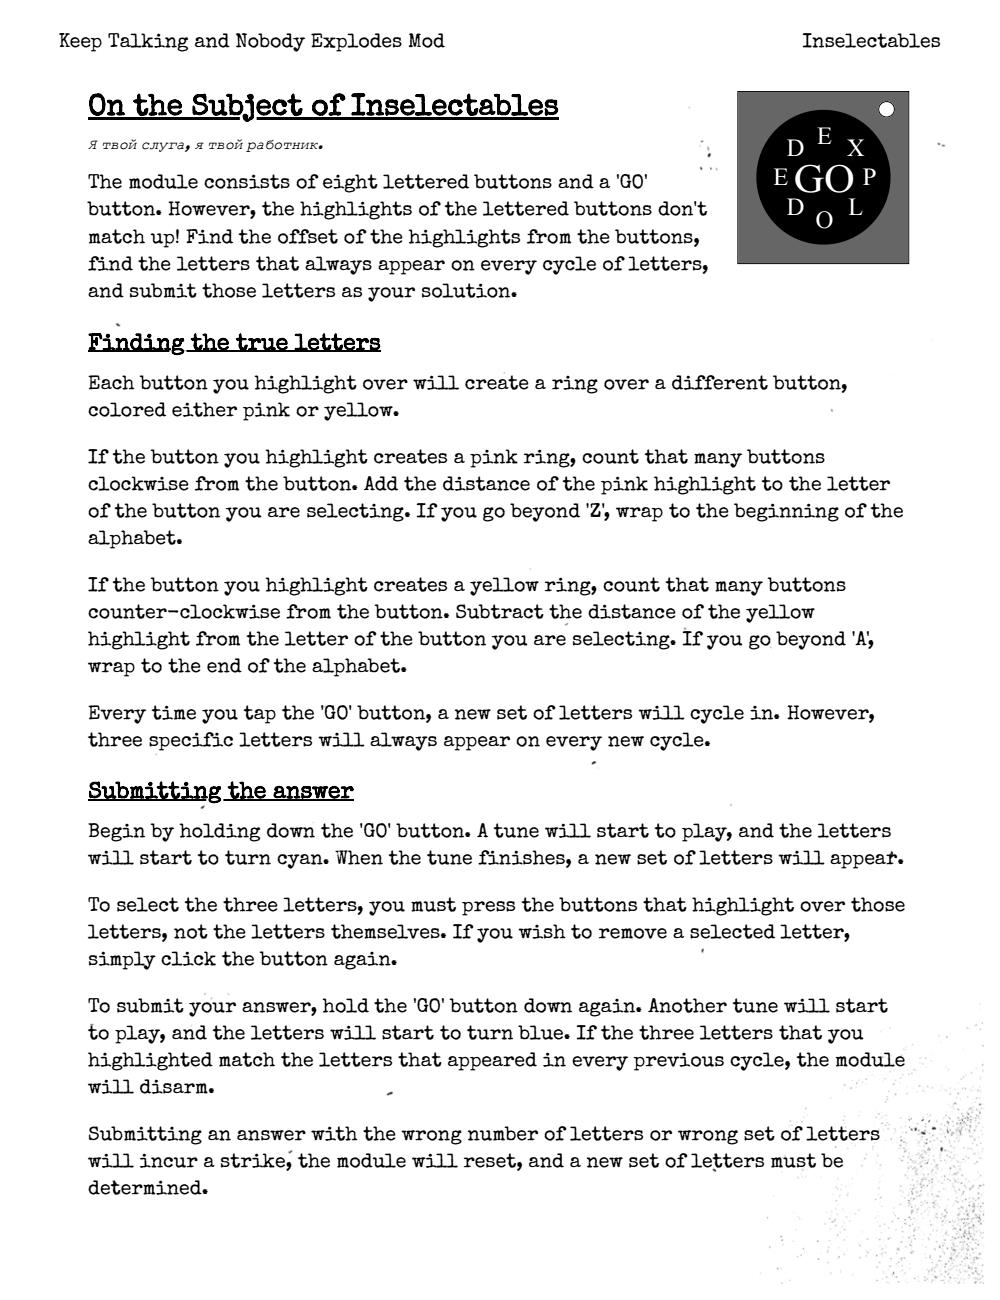 Keep Talking and Nobody Explodes Mod
Inselectables
On the Subject of Inselectables
Я твой слуга, я твой работник.
D E X
E GO P
D O L
The module consists of eight lettered buttons and a 'GO'
button. However, the highlights of the lettered buttons don't
match up! Find the offset of the highlights from the buttons,
find the letters that always appear on every cycle of letters,
and submit those letters as your solution.
Finding the true letters
Each button you highlight over will create a ring over a different button,
colored either pink or yellow.
If the button you highlight creates a pink ring, count that many buttons
clockwise from the button. Add the distance of the pink highlight to the letter
of the button you are selecting. If you go beyond 'Z', wrap to the beginning of the
alphabet.
If the button you highlight creates a yellow ring, count that many buttons
counter-clockwise from the button. Subtract the distance of the yellow
highlight from the letter of the button you are selecting. If you go beyond 'A',
wrap to the end of the alphabet.
Every time you tap the 'GO' button, a new set of letters will cycle in. However,
three specific letters will always appear on every new cycle.
Submitting the answer
Begin by holding down the 'GO' button. A tune will start to play, and the letters
will start to turn cyan. When the tune finishes, a new set of letters will appear.
To select the three letters, you must press the buttons that highlight over those
letters, not the letters themselves. If you wish to remove a selected letter,
simply click the button again.
To submit your answer, hold the 'GO' button down again. Another tune will start
to play, and the letters will start to turn blue. If the three letters that you
highlighted match the letters that appeared in every previous cycle, the module
will disarm.
Submitting an answer with the wrong number of letters or wrong set of letters
will incur a strike, the module will reset, and a new set of letters must be
determined.